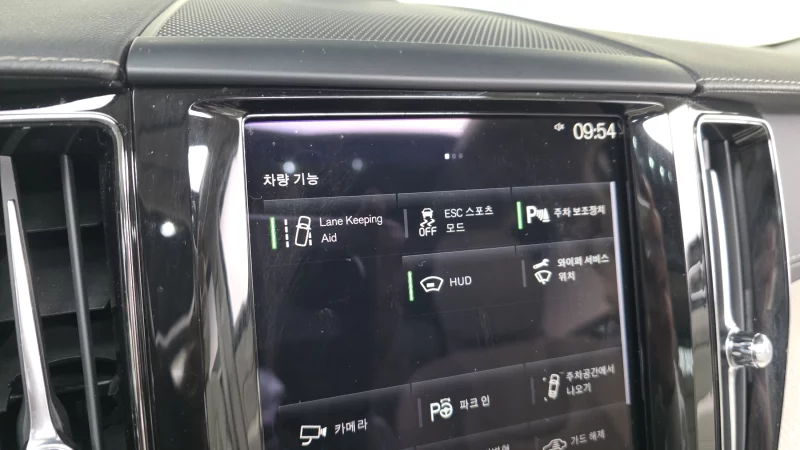 09:54
차량 기능
Lane Keeping
Aid
OFF
ESC 스포츠
모드
P
주차 보조장치
HUD
와이퍼 서비스
위치
카메라
P
파크 인
주차공간에서
나오기
가드 해제